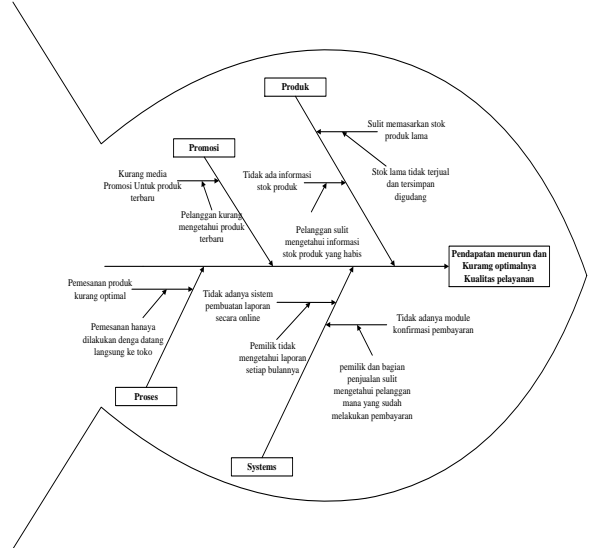 Produk
Sulit memasarkan stok
produk lama
Promosi
Kurang media
Promosi Untuk produk
terbaru
Tidak ada informasi
stok produk
Stok lama tidak terjual
dan tersimpan
digudang
Pelanggan kurang
mengetahui produk
terbaru
Pelanggan sulit
mengetahui informasi
stok produk yang habis
Pendapatan menurun dan
Kuramg optimalnya
Kualitas pelayanan
Pemesanan produk
kurang optimal
Tidak adanya sistem
pembuatan laporan
secara online
Tidak adanya module
konfirmasi pembayaran
Pemesanan hanaya
dilakukan denga datang
langsung ke toko
Pemilik tidak
mengetahui laporan
setiap bulannya
pemilik dan bagian
penjualan sulit
mengetahui pelanggan
mana yang sudah
melakukan pembayaran
Proses
Systems